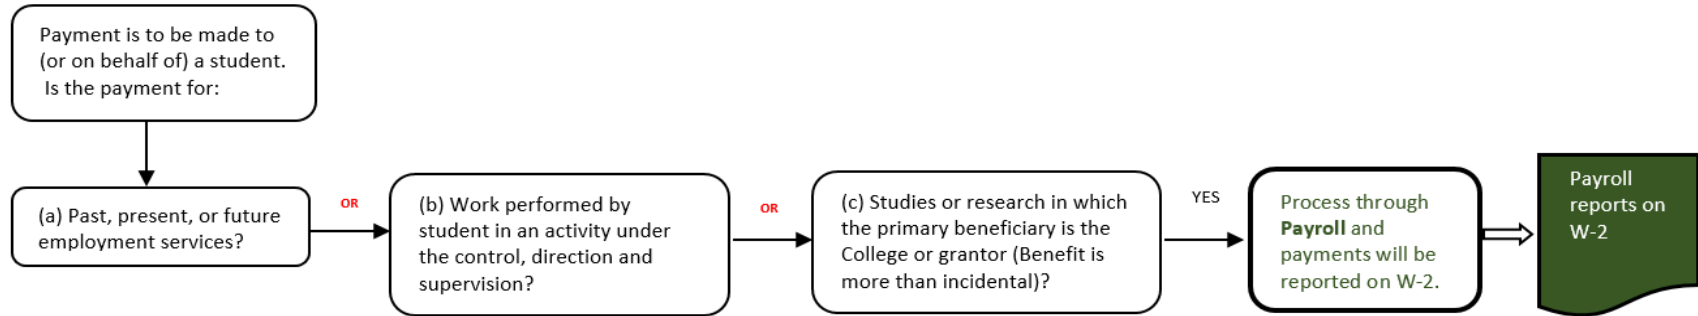 Payment is to be made to
(or on behalf of) a student.
Is the payment for:
(a) Past, present, or future
employment services?
OR
(b) Work performed by
student in an activity under
the control, direction and
supervision?
OR
(c) Studies or research in which
the primary beneficiary is the
College or grantor (Benefit is
more than incidental)?
YES
Process through
Payroll and
payments will be
reported on W-2.
Payroll
reports on
W-2